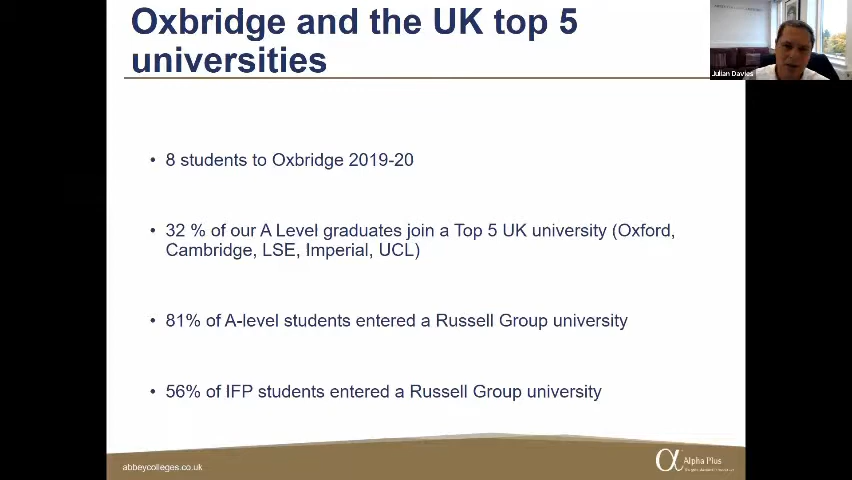 Oxbridge and the UK top 5
universities
Julian Davies
• 8 students to Oxbridge 2019-20
• 32 % of our A Level graduates join a Top 5 UK university (Oxford,
Cambridge, LSE, Imperial, UCL)
• 81% of A-level students entered a Russell Group university
• 56% of IFP students entered a Russell Group university
abbeycolleges.co.uk
Alpha Plus